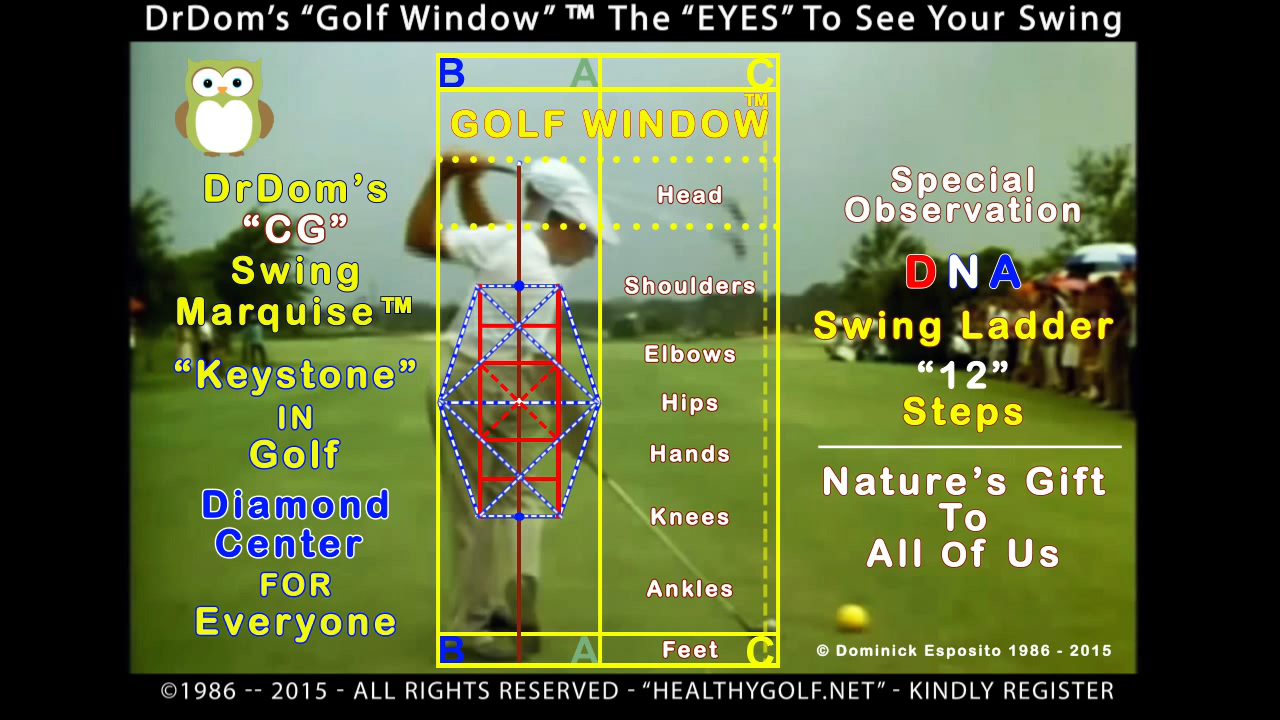 DrDom's “Golf Window” ™ The “EYES” To See Your Swing
B A C
GOLF WINDOW™
DrDom's
“CG”
Swing
Marquise™
“Keystone”
IN
Golf
Diamond
Center
FOR
Everyone
Head
Shoulders
Elbows
Hips
Hands
Knees
Ankles
Feet
B A C
Special
Observation
DNA
Swing Ladder
“12”
Steps
Nature's Gift
To
All Of Us
© Dominick Esposito 1986 - 2015
©1986 -- 2015 - ALL RIGHTS RESERVED - “HEALTHYGOLF.NET” - KINDLY REGISTER